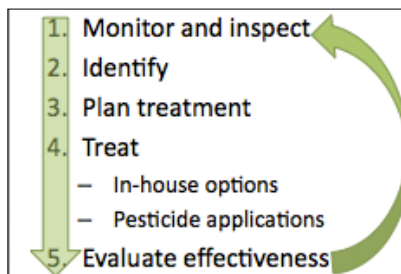 1. Monitor and inspect
2. Identify
3. Plan treatment
4. Treat
– In-house options
– Pesticide applications
5. Evaluate effectiveness